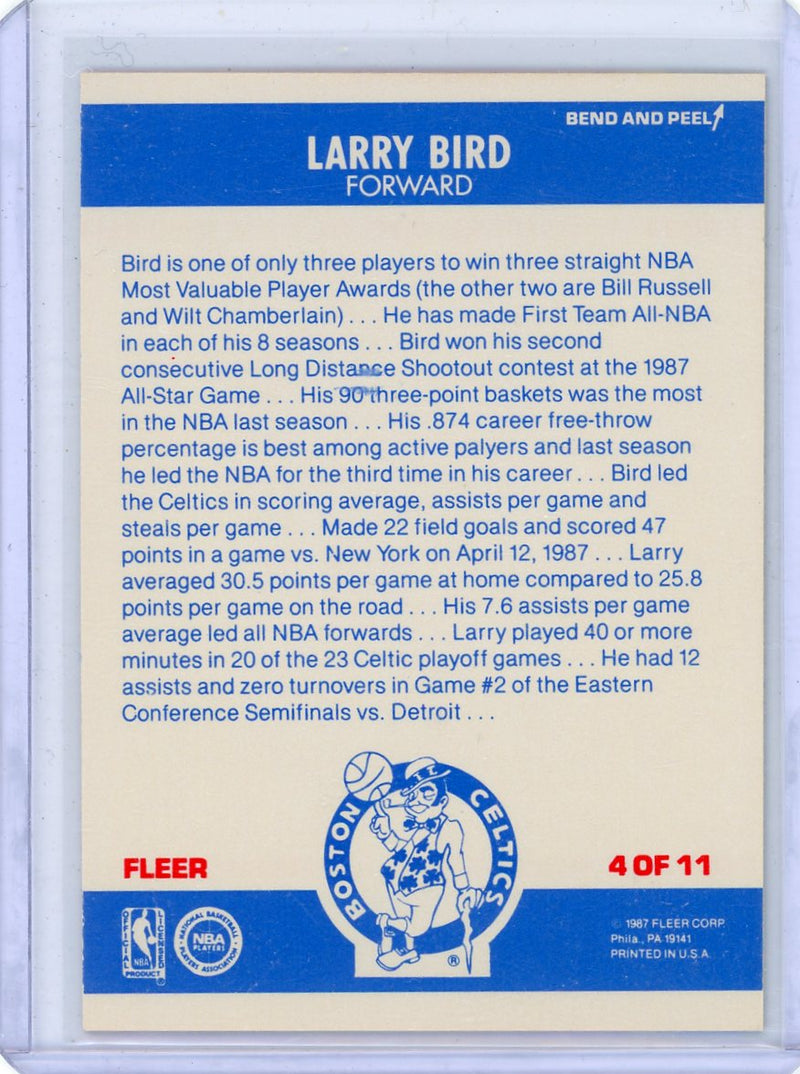 BEND AND PEEL
LARRY BIRD
FORWARD
Bird is one of only three players to win three straight NBA
Most Valuable Player Awards (the other two are Bill Russell
and Wilt Chamberlain) . . . He has made First Team All-NBA
in each of his 8 seasons . . . Bird won his second
consecutive Long Distance Shootout contest at the 1987
All-Star Game . . . His 90 three-point baskets was the most
in the NBA last season . . . His .874 career free-throw
percentage is best among active palyers and last season
he led the NBA for the third time in his career . . . Bird led
the Celtics in scoring average, assists per game and
steals per game . . . Made 22 field goals and scored 47
points in a game vs. New York on April 12, 1987 . . . Larry
averaged 30.5 points per game at home compared to 25.8
points per game on the road . . . His 7.6 assists per game
average led all NBA forwards . . . Larry played 40 or more
minutes in 20 of the 23 Celtic playoff games . . . He had 12
assists and zero turnovers in Game #2 of the Eastern
Conference Semifinals vs. Detroit . . .
BOSTON CELTICS
®
FLEER
4 OF 11
OFFICIAL LICENSED
NBA
PRODUCT ®
NATIONAL BASKETBALL
NBA
PLAYERS
PLAYERS ASSOCIATION
© 1987 FLEER CORP.
Phila., PA 19141
PRINTED IN U.S.A.